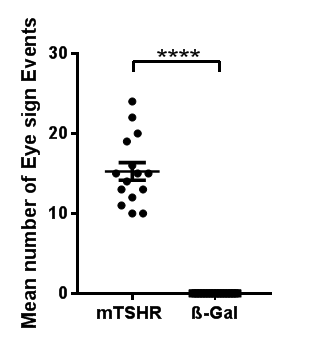 Mean number of Eye sign Events
30
20
10
0
****
mTSHR
ß-Gal